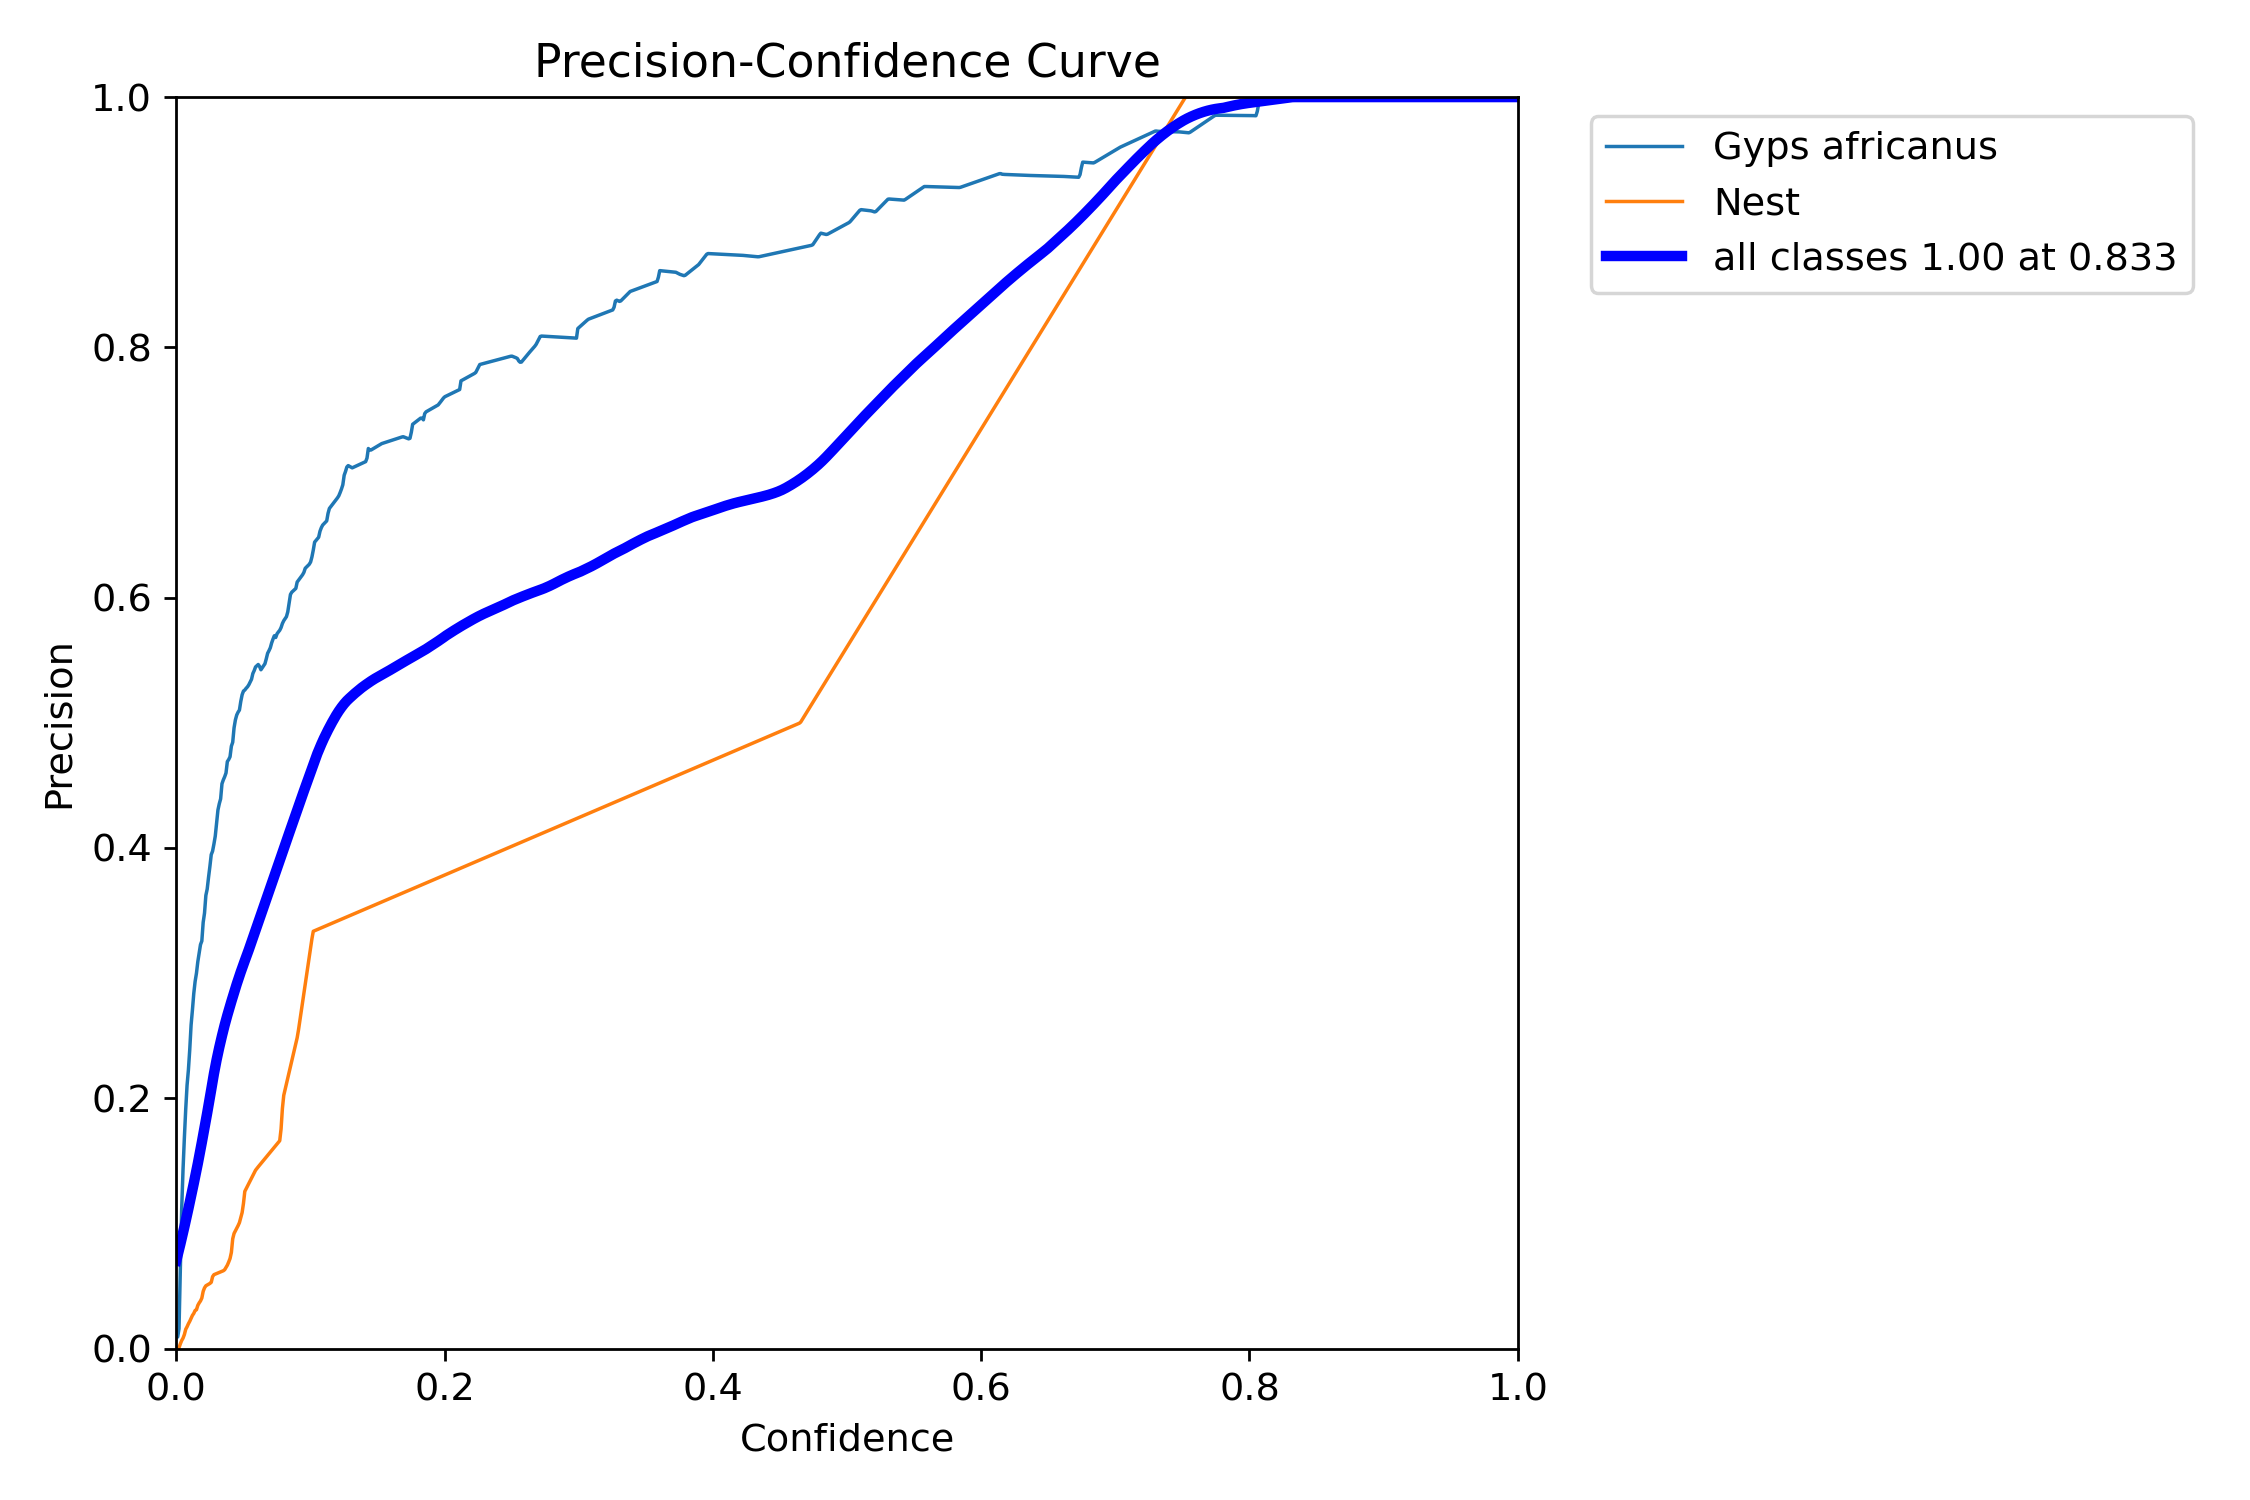 Precision-Confidence Curve
1.0
0.8
0.6
0.4
0.2
0.0
Precision
0.0 0.2 0.4 0.6 0.8 1.0
Confidence
Gyps africanus
Nest
all classes 1.00 at 0.833